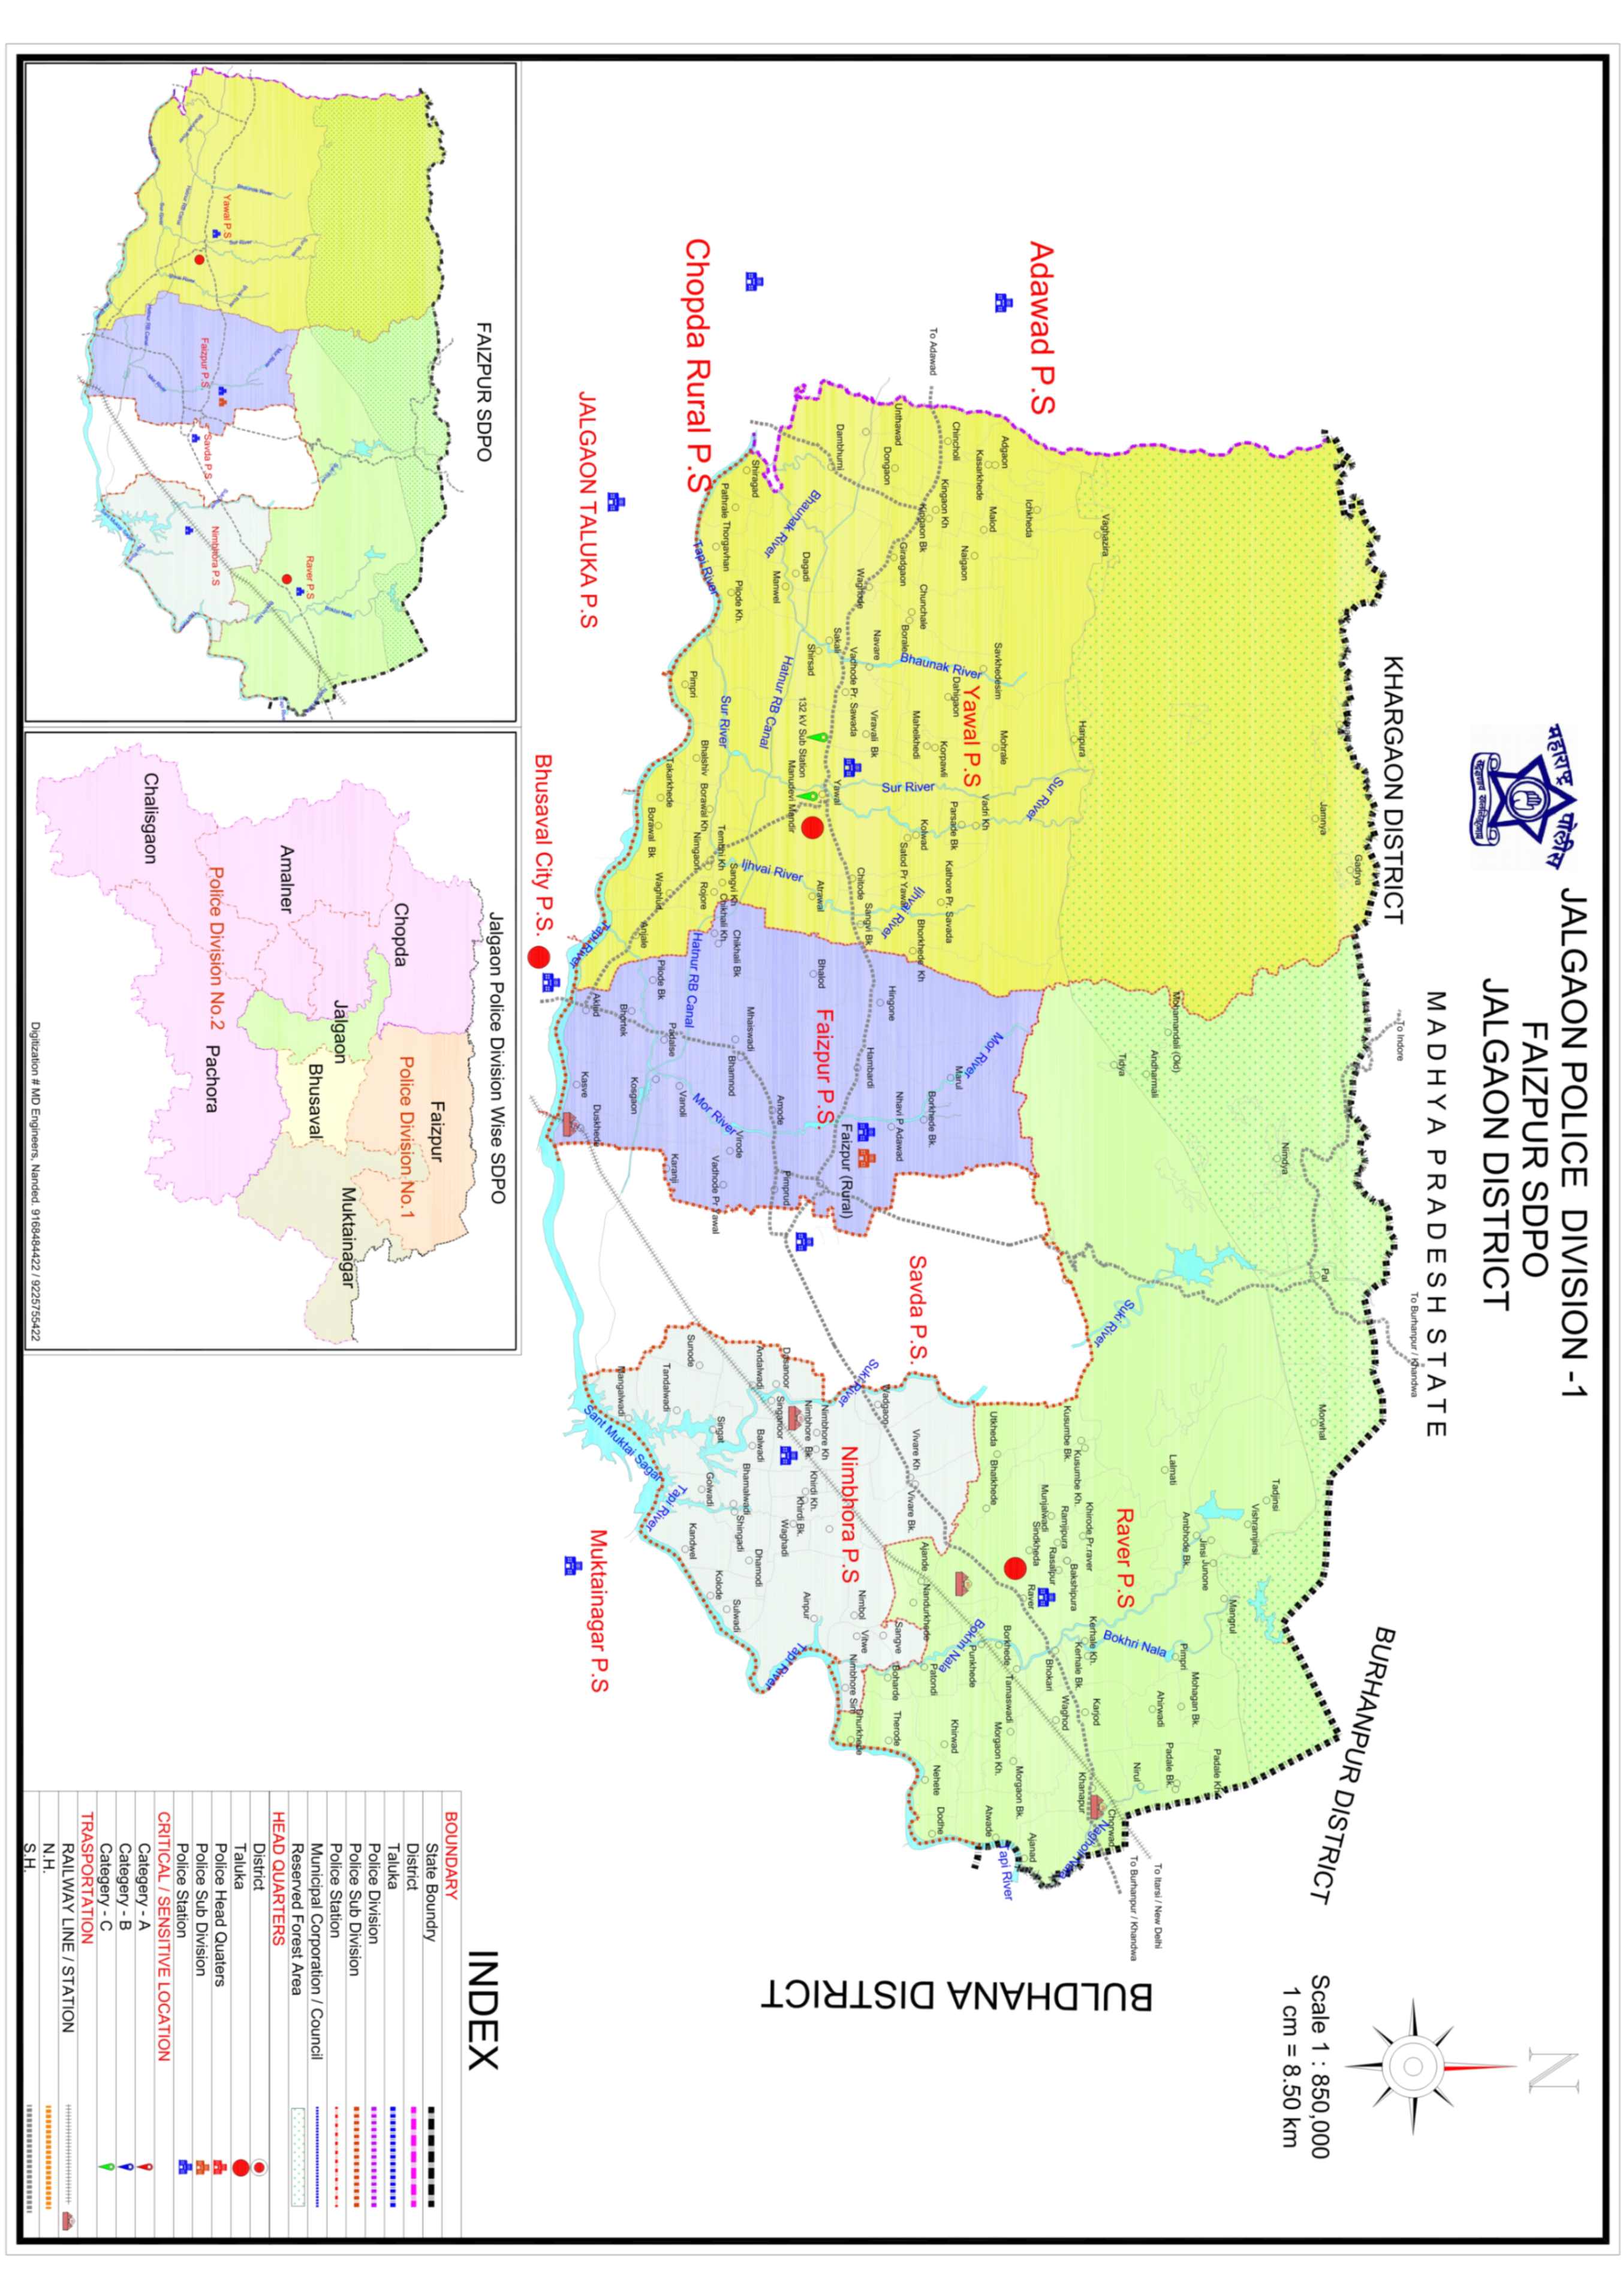 महाराष्ट्र पोलीस
सद्रक्षणाय खलनिग्रहणाय
JALGAON POLICE DIVISION -1
FAIZPUR SDPO
JALGAON DISTRICT
N
Scale 1 : 850,000
1 cm = 8.50 km
MADHYA PRADESH STATE
To Burhanpur / Khandwa
To Indore
KHARGAON DISTRICT
BURHANPUR DISTRICT
BULDHANA DISTRICT
Gadrya
Jamnya
Pal
Morwhal
Nimdya
Tadjinsi
Vishramjinsi
Mangrul
Padale Kh
Jinsi
Junone
Ambhode Bk.
Mohagan Bk.
Pimpri
Mohamandali (Old)
Lalmati
Padale Bk.
Ahirwadi
Andharmali
To Itarsi / New Delhi
Bokhri Nala
Nirul
To Burhanpur / Khandwa
Tidya
Suki River
Raver P.S
Chorwad
Vaghazira
Khirode Pr.raver
Kerhale Kh.
Karjod
Haripura
Kusumbe Kh.
Bakshipura
Kerhale Bk.
Khanapur
Kusumbe Bk.
Ramjipura
Waghod
Rasalpur
Bhokari
Munjalwadi
Sindkheda
Raver
Adawad P.S
Sur River
Ichkheda
Ajanad
Morgaon Bk.
Adgaon
Borkhede
Tamaswadi
Tapi River
Savkhedesim
Mohrale
Morgaon Kh.
Malod
Utkheda
Bhatkhede
Atwade
Kasarkhede
Vadri Kh
Mor River
Yawal P.S
Punkhede
Naigaon
Bokhri Nala
Chincholi
Dahigaon
Parsade Bk
Marul
Khirwad
Kathore Pr. Savada
Kingaon Kh
Korpawli
Dodhe
Nehete
To Adawad
Borkhede Bk.
Patondi
Kingaon Bk
Chunchale
Kolwad
Ajande
Nandurkhede
Bhorkhede Kh
Bhaunak River
Mahelkhedi
Savda P.S.
Vivare Kh
Vivare Bk.
Ijhvai River
Giradgaon
Borale
Sur River
Satod Pr Yawal
Nhavi P Adawad
Unthawad
Sangve
Boharde
Therode
Dongaon
Hingone
Wadgaon
Navare
Viravali Bk
Sangvi Bk
Hambardi
Suki River
Waghode
Chitode
Nimbol
Vitwe
Vadhode Pr. Sawada
Faizpur (Rural)
Nimbhora P.S
Nimbhore Sim
Dhurkhede
Dambhurni
Sakali
Yawal
Bhalod
Faizpur P.S.
Nimbhore Kh
Atrawal
Shirsad
132 kV Sub Station
Khirdi Kh.
Nimbhore Bk.
Ainpur
Dagadi
Khirdi Bk.
Manudevi Mandir
Bhaunak River
Pimprud
Dasanoor
Waghadi
Tapi River
Hatnur RB Canal
Manwel
Amode
Singanoor
Ijhvai River
Andalwadi
Balwadi
Dhamodi
Shiragad
Mhaiswadi
Bhamalwadi
Shingadi
Pilode Kh.
Chikhali Bk
Virode
Sulwadi
Sangvi Kh
Bhamnod
Pathrale
Thorgavhan
Sur River
Chikhali Kh.
Tembhi Kh
Singat
Kolode
Vadhode Pr Yawal
Golwadi
Chopda Rural P.S
Tapi River
Bhalshiv
Borawal Kh
Rojore
Nimgaon
Hatnur RB Canal
Mor River
Pimpri
Sunode
Kandwel
Vanoli
Karanji
Takarkhede
Padalse
Tandalwadi
Tapi River
Waghlud
Pilode Bk
Borawal Bk
Anjale
Kosgaon
Bhortek
Mangalwadi
Sant Muktai Sagar
Duskhede
Aklud
Muktainagar P.S
JALGAON TALUKA P.S
Tapi River
Kasve
Bhusaval City P.S.
FAIZPUR SDPO
Raver P.S
Yawal P.S
Faizpur P.S.
Savda P.S
Nimbhora P.S
Hatnur RB Canal
Jalgaon Police Division Wise SDPO
Faizpur
Police Division No.1
Chopda
Jalgaon
Muktainagar
Bhusaval
Amalner
Police Division No.2
Pachora
Chalisgaon
Digitization # MD Engineers, Nanded. 9168484422 / 9225755422
INDEX
BOUNDARY
State Boundry
District
Taluka
Police Division
Police Sub Division
Police Station
Municipal Corporation / Council
Reserved Forest Area
HEAD QUARTERS
District
Taluka
Police Head Quaters
Police Sub Division
Police Station
CRITICAL / SENSITIVE LOCATION
Categery - A
Categery - B
Categery - C
TRASPORTATION
RAILWAY LINE / STATION
N.H.
S.H.